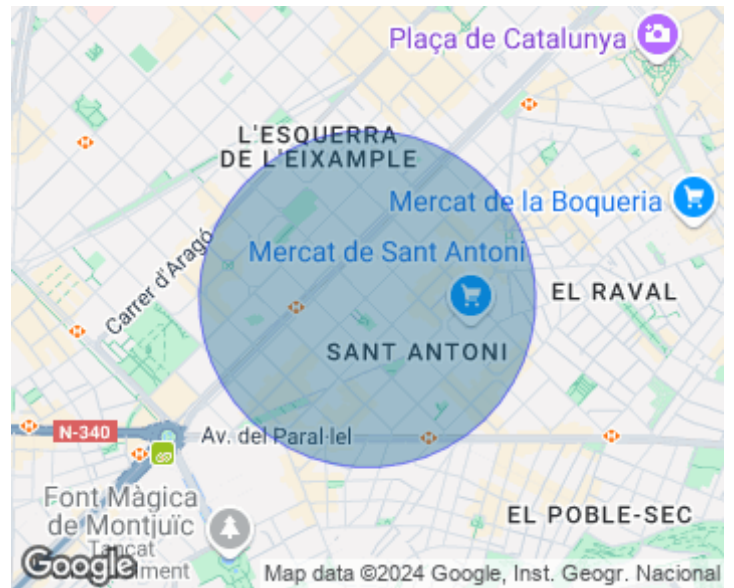 Plaça de Catalunya
L'ESQUERRA
DE L'EIXAMPLE
Mercat de la Boqueria
Mercat de Sant Antoni
Carrer d'Aragó
EL RAVAL
SANT ANTONI
N-340
Av. del Paral·lel
Font Màgica
de Montjuïc
EL POBLE-SEC
Tancat
Google
Map data ©2024 Google, Inst. Geogr. Nacional